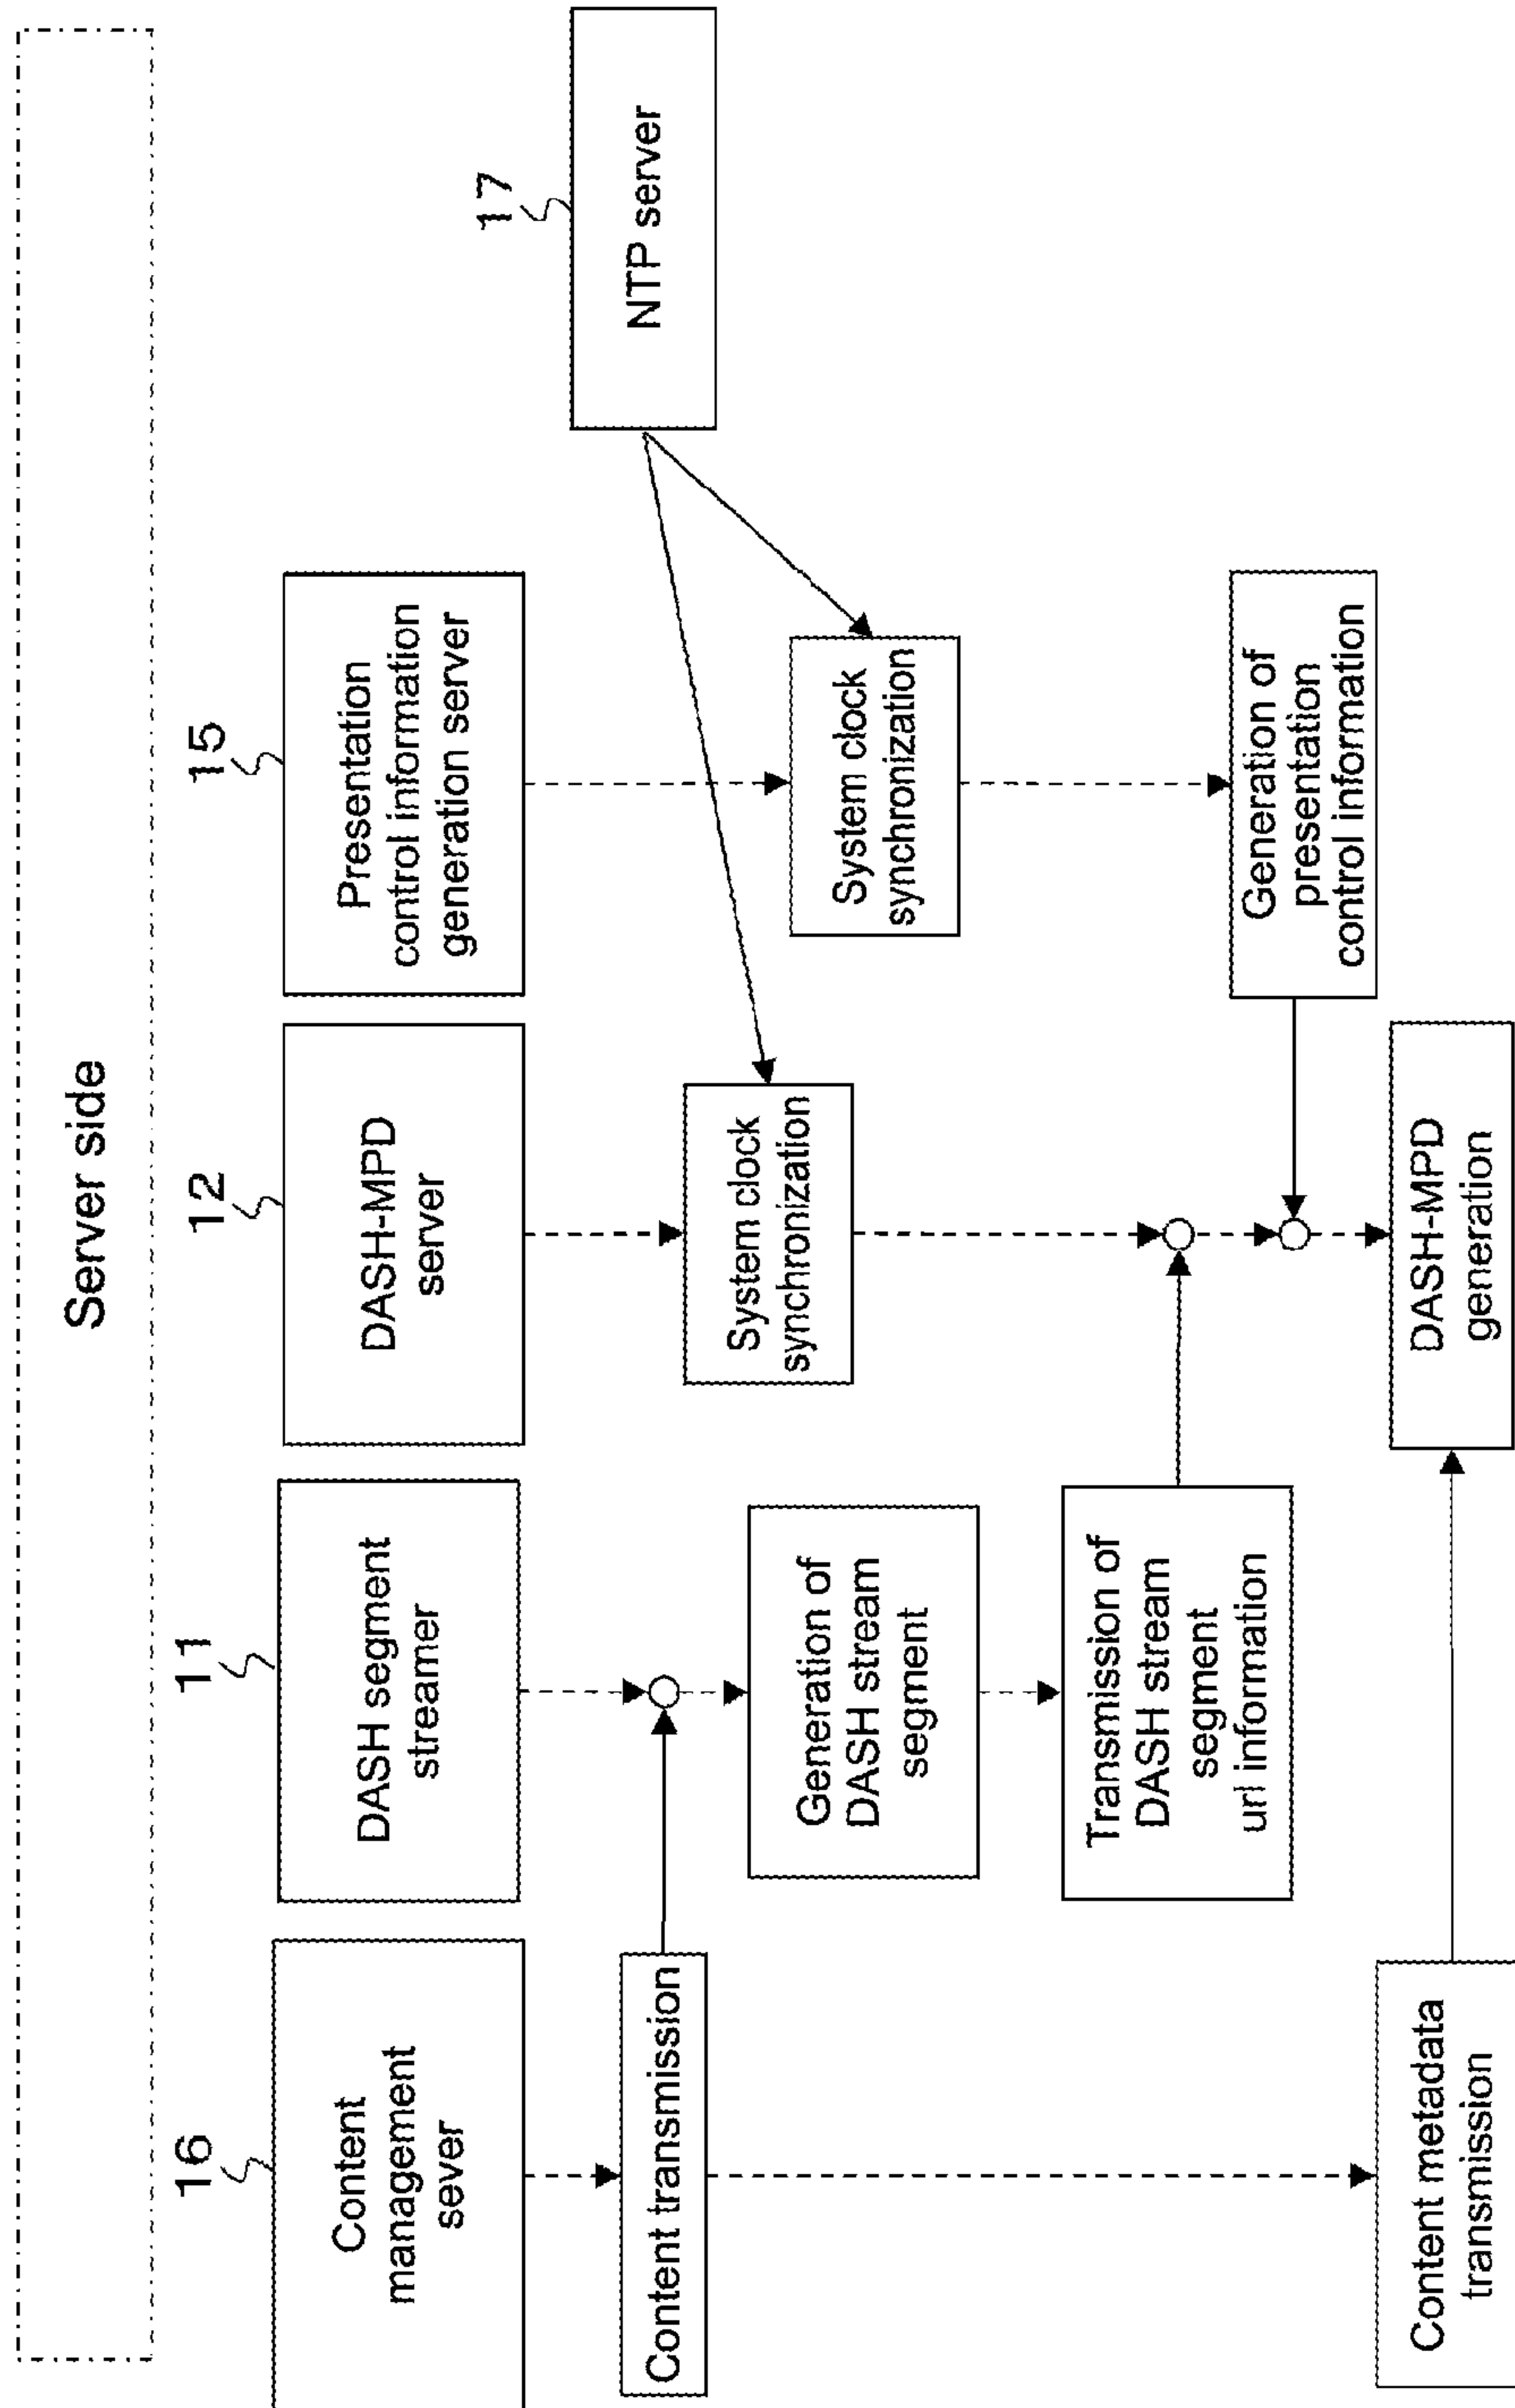 Server side
16
Content
management
sever
11
DASH segment
streamer
12
DASH-MPD
server
15
Presentation
control information
generation server
17
NTP server
Content transmission
Generation of
DASH stream
segment
System clock
synchronization
System clock
synchronization
Transmission of
DASH stream
segment
url information
Generation of
presentation
control information
Content metadata
transmission
DASH-MPD
generation